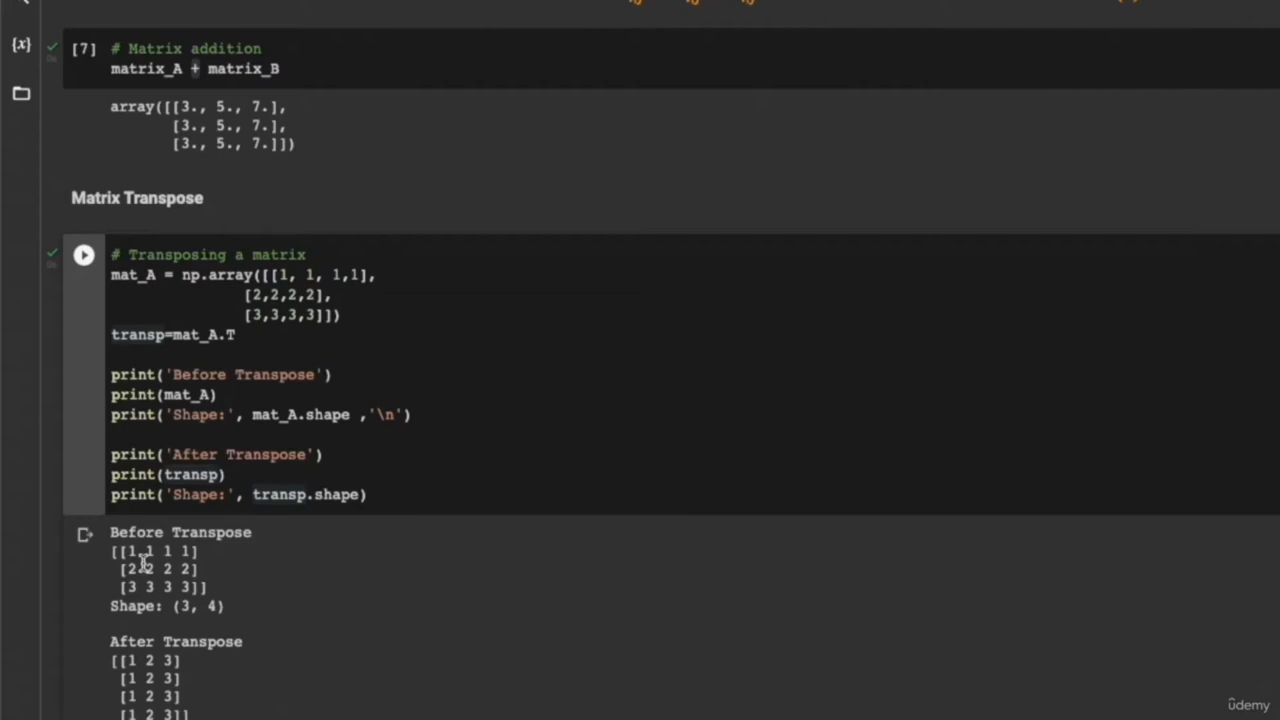 {x}
[7] # Matrix addition
matrix_A + matrix_B
array([[3., 5., 7.],
[3., 5., 7.],
[3., 5., 7.]])
Matrix Transpose
# Transposing a matrix
mat_A = np.array([[1, 1, 1,1],
[2,2,2,2],
[3,3,3,3]])
transp=mat_A.T
print('Before Transpose')
print(mat_A)
print('Shape:', mat_A.shape ,'\n')
print('After Transpose')
print(transp)
print('Shape:', transp.shape)
Before Transpose
[[1 1 1 1]
[2 2 2 2]
[3 3 3 3]]
Shape: (3, 4)
After Transpose
[[1 2 3]
[1 2 3]
[1 2 3]
[1 2 3]]
ûdemy